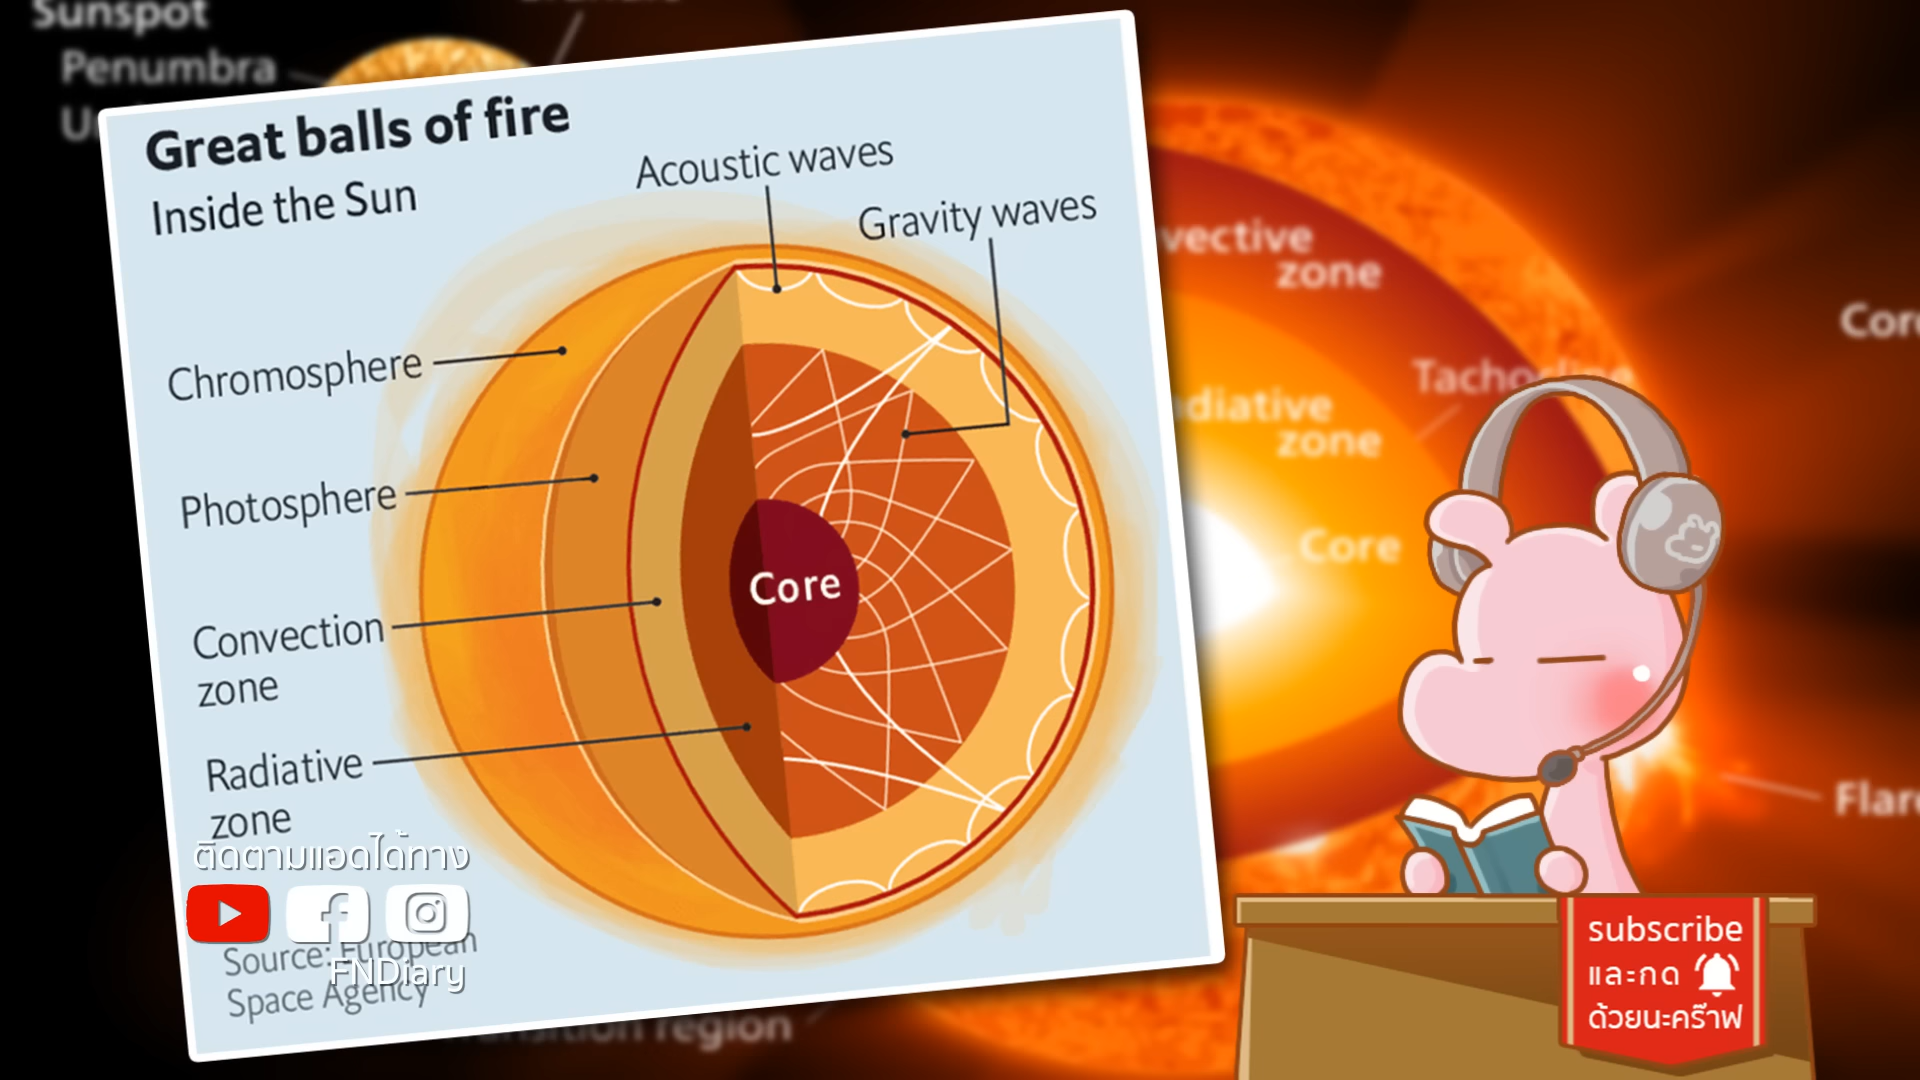 Sunspot
Penumbra
Great balls of fire
Inside the Sun
Acoustic waves
Gravity waves
Chromosphere
Photosphere
Convection
zone
Radiative
zone
Core
ติดตามแอดได้ทาง
Source: European
Space Agency
FNDiary
zone
Tachocline
zone
Core
subscribe
และกด
ด้วยนะคร๊าฟ
region